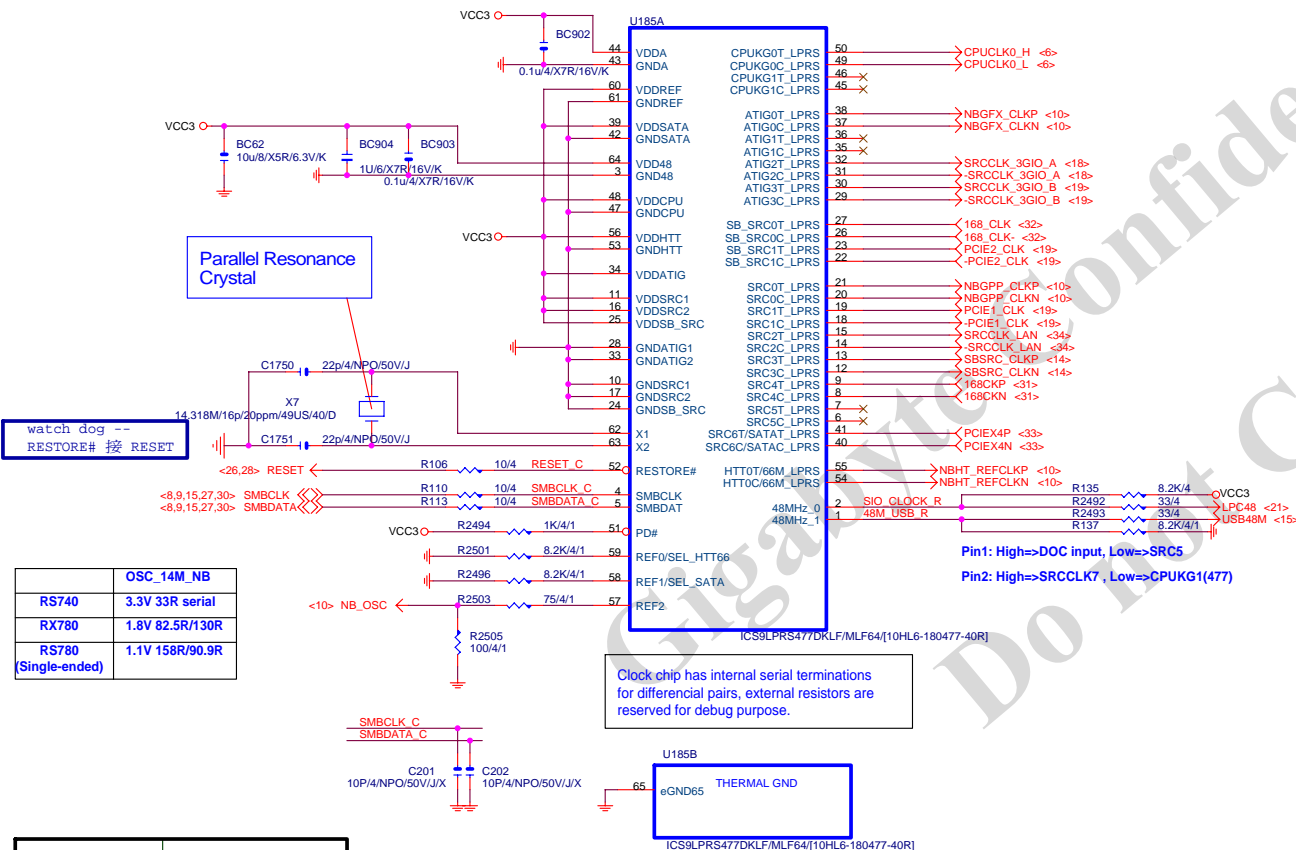 VCC3
BC902
0.1u/4/X7R/16V/K
VCC3
BC62
10u/8/X5R/6.3V/K
BC904
1U/6/X7R/16V/K
BC903
0.1u/4/X7R/16V/K
VCC3
Parallel Resonance
Crystal
C1750
22p/4/NPO/50V/J
X7
14.318M/16p/20ppm/49US/40/D
C1751
22p/4/NPO/50V/J
watch dog --
RESTORE# 接 RESET
<26,28> RESET
R106
10/4
RESET_C
<8,9,15,27,30> SMBCLK
R110
10/4
SMBCLK_C
<8,9,15,27,30> SMBDATA
R113
10/4
SMBDATA_C
VCC3
R2494
1K/4/1
R2501
8.2K/4/1
R2496
8.2K/4/1
<10> NB_OSC
R2503
75/4/1
R2505
100/4/1
U185A
44 VDDA
43 GNDA
60 VDDREF
61 GNDREF
39 VDDSATA
42 GNDSATA
64 VDD48
3 GND48
48 VDDCPU
47 GNDCPU
56 VDDHTT
53 GNDHTT
34 VDDATIG
11 VDDSRC1
16 VDDSRC2
25 VDDSB_SRC
28 GNDATIG1
33 GNDATIG2
10 GNDSRC1
17 GNDSRC2
24 GNDSB_SRC
62 X1
63 X2
52 RESTORE#
4 SMBCLK
5 SMBDAT
51 PD#
59 REF0/SEL_HTT66
58 REF1/SEL_SATA
57 REF2
CPUKG0T_LPRS 50 CPUCLK0_H <6>
CPUKG0C_LPRS 49 CPUCLK0_L <6>
CPUKG1T_LPRS 46
CPUKG1C_LPRS 45
ATIG0T_LPRS 38 NBGFX_CLKP <10>
ATIG0C_LPRS 37 NBGFX_CLKN <10>
ATIG1T_LPRS 36
ATIG1C_LPRS 35
ATIG2T_LPRS 32 SRCCLK_3GIO_A <18>
ATIG2C_LPRS 31 -SRCCLK_3GIO_A <18>
ATIG3T_LPRS 30 SRCCLK_3GIO_B <19>
ATIG3C_LPRS 29 -SRCCLK_3GIO_B <19>
SB_SRC0T_LPRS 27 168_CLK <32>
SB_SRC0C_LPRS 26 168_CLK- <32>
SB_SRC1T_LPRS 23 PCIE2_CLK <19>
SB_SRC1C_LPRS 22 -PCIE2_CLK <19>
SRC0T_LPRS 21 NBGPP_CLKP <10>
SRC0C_LPRS 20 NBGPP_CLKN <10>
SRC1T_LPRS 19 PCIE1_CLK <19>
SRC1C_LPRS 18 -PCIE1_CLK <19>
SRC2T_LPRS 15 SRCCLK_LAN <34>
SRC2C_LPRS 14 -SRCCLK_LAN <34>
SRC3T_LPRS 13 SBSRC_CLKP <14>
SRC3C_LPRS 12 SBSRC_CLKN <14>
SRC4T_LPRS 9 168CKP <31>
SRC4C_LPRS 8 168CKN <31>
SRC5T_LPRS 7
SRC5C_LPRS 6
SRC6T/SATAT_LPRS 41 PCIEX4P <33>
SRC6C/SATAC_LPRS 40 PCIEX4N <33>
HTT0T/66M_LPRS 55 NBHT_REFCLKP <10>
HTT0C/66M_LPRS 54 NBHT_REFCLKN <10>
48MHz_0 2 SIO_CLOCK_R
48MHz_1 1 48M_USB_R
R135 8.2K/4 VCC3
R2492 33/4 LPC48 <21>
R2493 33/4 USB48M <15>
R137 8.2K/4/1
Pin1: High=>DOC input, Low=>SRC5
Pin2: High=>SRCCLK7 , Low=>CPUKG1(477)
ICS9LPRS477DKLF/MLF64/[10HL6-180477-40R]
Clock chip has internal serial terminations
for differencial pairs, external resistors are
reserved for debug purpose.
OSC_14M_NB
RS740 3.3V 33R serial
RX780 1.8V 82.5R/130R
RS780 1.1V 158R/90.9R
(Single-ended)
SMBCLK_C
SMBDATA_C
C201
10P/4/NPO/50V/J/X
C202
10P/4/NPO/50V/J/X
U185B
65 eGND65
THERMAL GND
ICS9LPRS477DKLF/MLF64/[10HL6-180477-40R]
Gigabyte Confide
Do not C